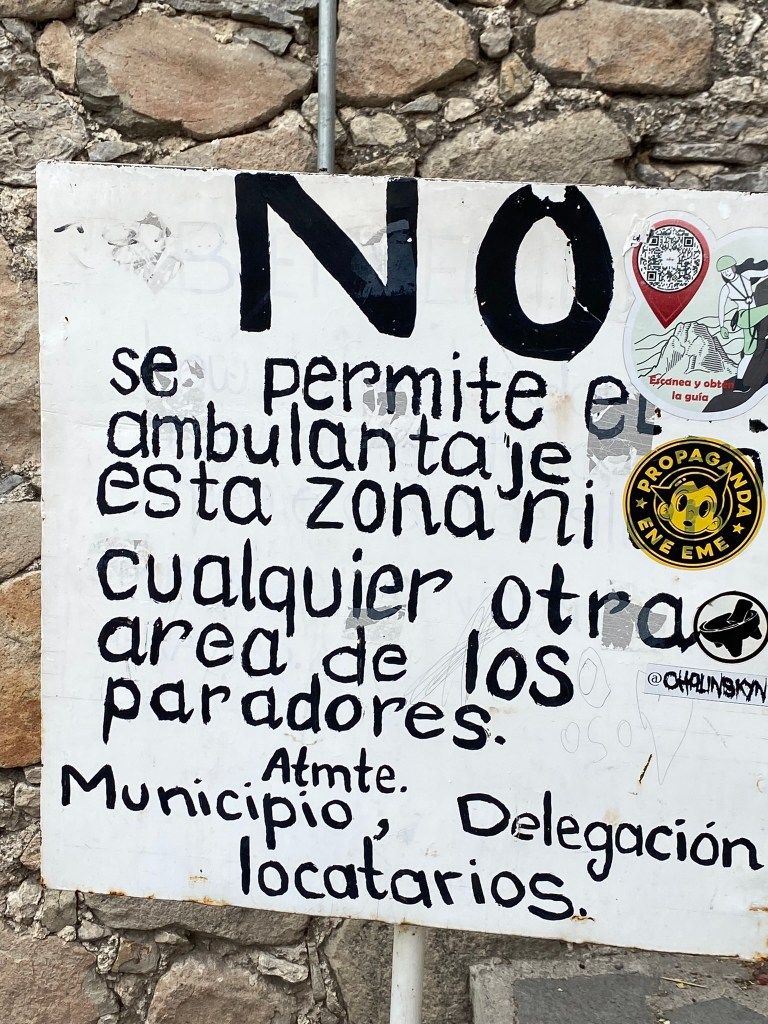 NO
se permite el
ambulantaje
esta zona ni
cualquier otra
area de los
paradores.
Atmte.
Municipio, Delegación
locatarios.
Escanea y obtén
la guía
PROPAGANDA
ENE EME
@CHALINSKYN